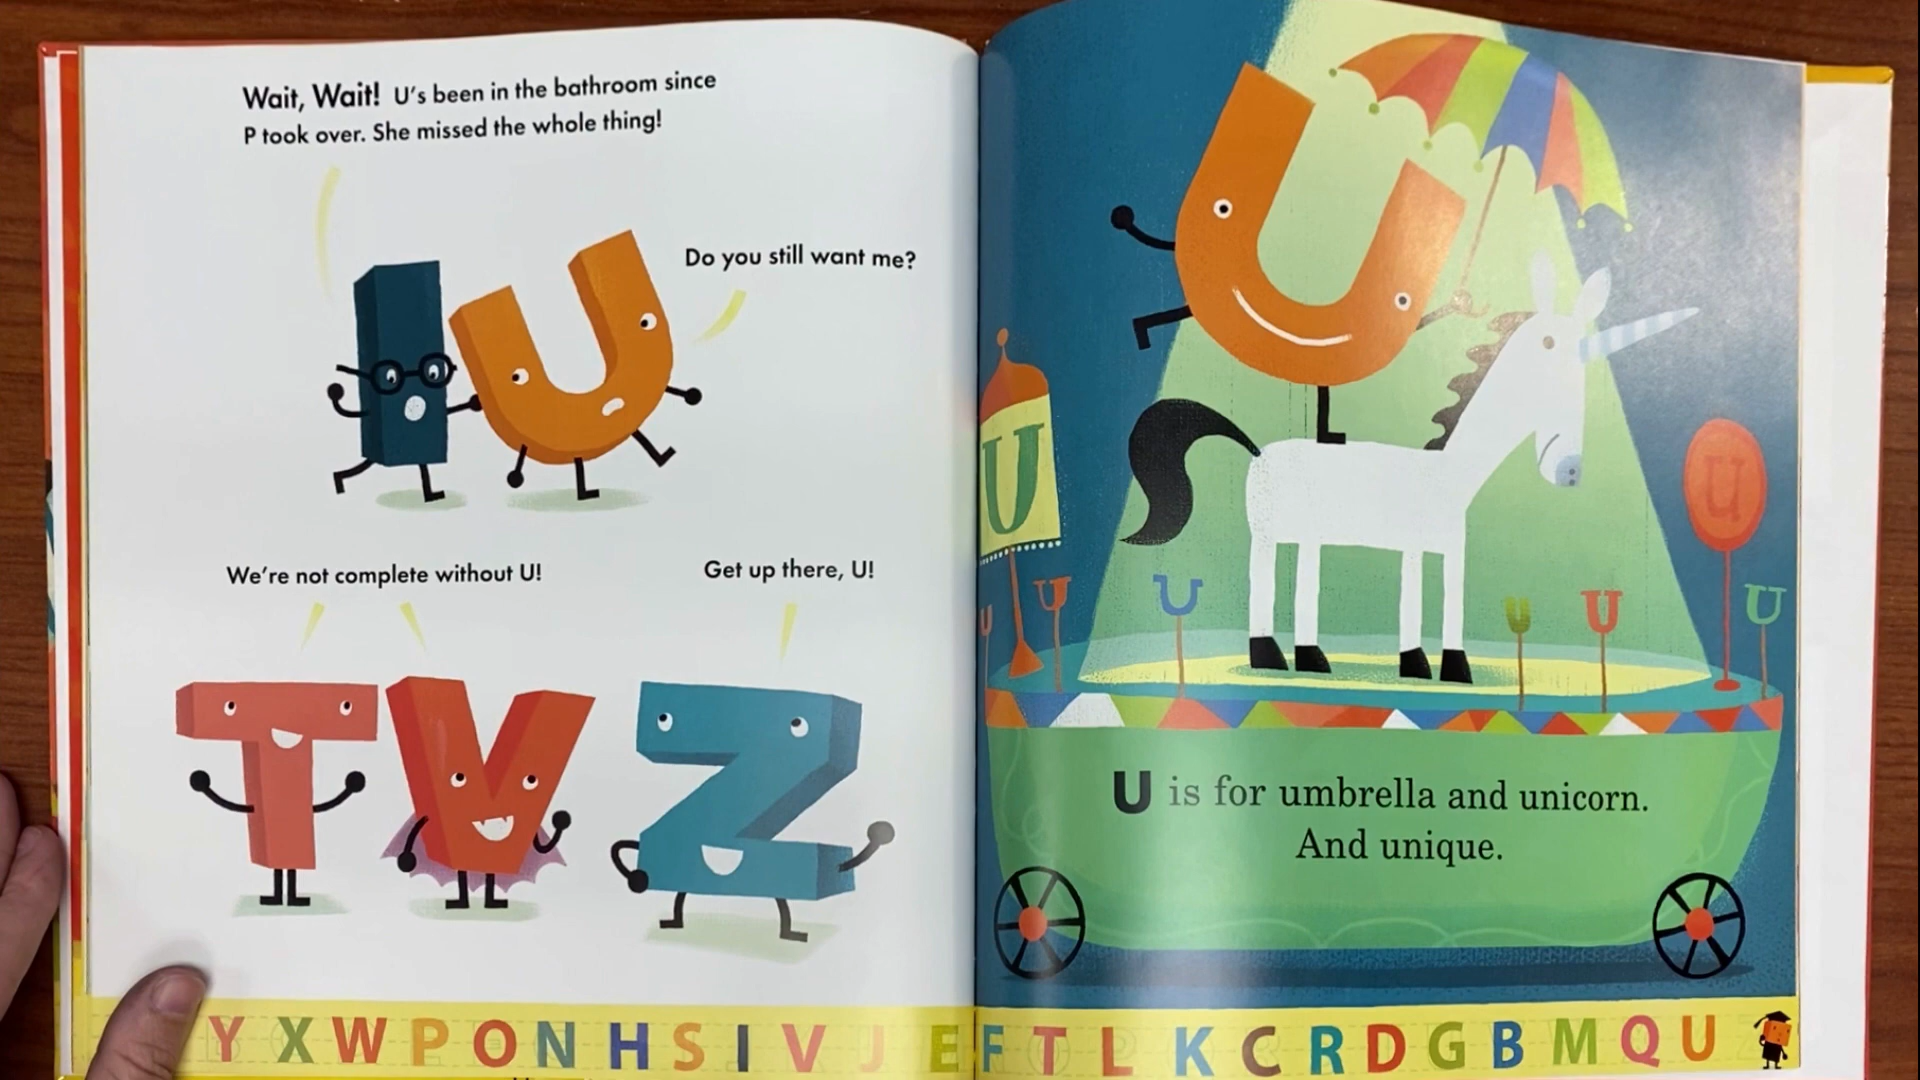 Wait, Wait! U's been in the bathroom since
P took over. She missed the whole thing!
Do you still want me?
I U
We're not complete without U!
Get up there, U!
T V Z
U
U
U
U
U
U
U
U
U is for umbrella and unicorn.
And unique.
Y X W P O N H S I V J E F T L K C R D G B M Q U